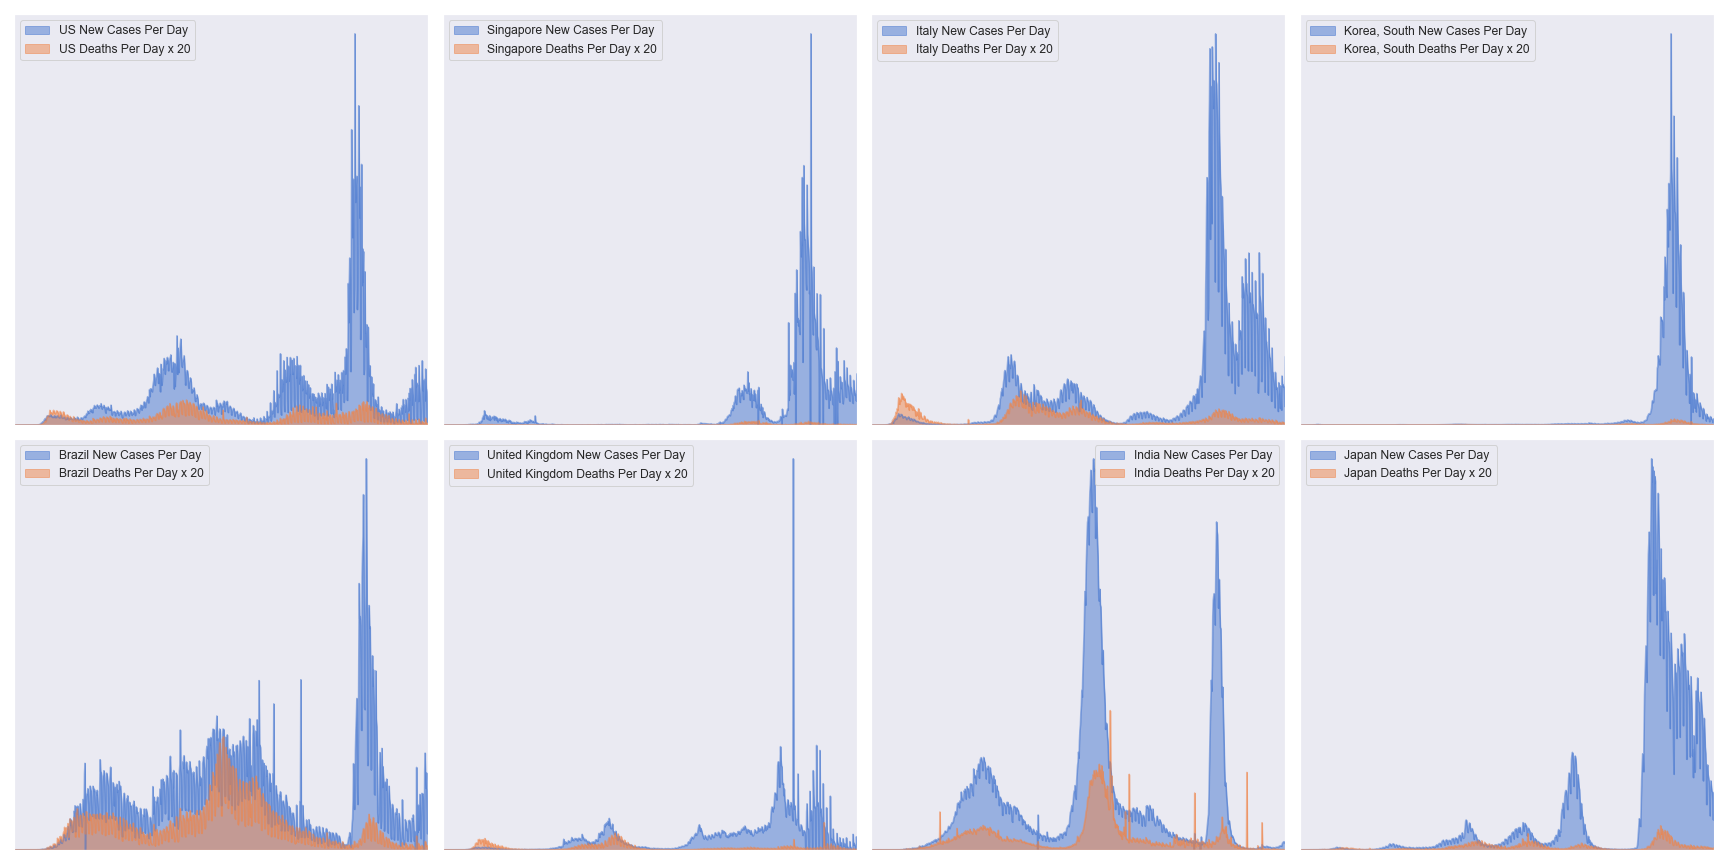 US New Cases Per Day
US Deaths Per Day x 20
Singapore New Cases Per Day
Singapore Deaths Per Day x 20
Italy New Cases Per Day
Italy Deaths Per Day x 20
Korea, South New Cases Per Day
Korea, South Deaths Per Day x 20
Brazil New Cases Per Day
Brazil Deaths Per Day x 20
United Kingdom New Cases Per Day
United Kingdom Deaths Per Day x 20
India New Cases Per Day
India Deaths Per Day x 20
Japan New Cases Per Day
Japan Deaths Per Day x 20